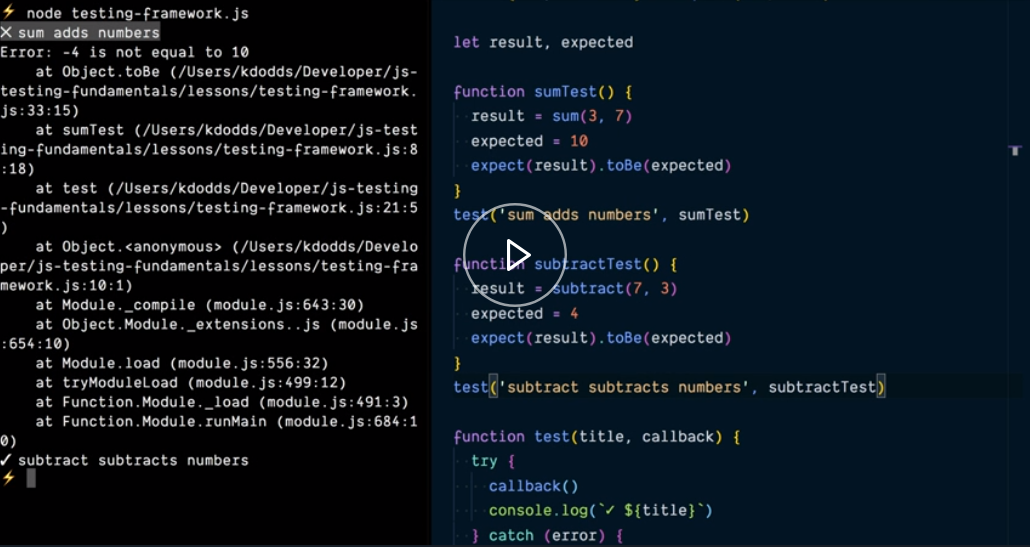 ⚡ node testing-framework.js
✕ sum adds numbers
Error: -4 is not equal to 10
at Object.toBe (/Users/kdodds/Developer/js-
testing-fundamentals/lessons/testing-framework.
js:33:15)
at sumTest (/Users/kdodds/Developer/js-test
ing-fundamentals/lessons/testing-framework.js:8
:18)
at test (/Users/kdodds/Developer/js-testing
-fundamentals/lessons/testing-framework.js:21:5
)
at Object.<anonymous> (/Users/kdodds/Develo
per/js-testing-fundamentals/lessons/testing-fra
mework.js:10:1)
at Module._compile (module.js:643:30)
at Object.Module._extensions..js (module.js
:654:10)
at Module.load (module.js:556:32)
at tryModuleLoad (module.js:499:12)
at Function.Module._load (module.js:491:3)
at Function.Module.runMain (module.js:684:1
0)
✓ subtract subtracts numbers
⚡
let result, expected
function sumTest() {
result = sum(3, 7)
expected = 10
expect(result).toBe(expected)
}
test('sum adds numbers', sumTest)
function subtractTest() {
result = subtract(7, 3)
expected = 4
expect(result).toBe(expected)
}
test('subtract subtracts numbers', subtractTest)
function test(title, callback) {
try {
callback()
console.log(`✓ ${title}`)
} catch (error) {